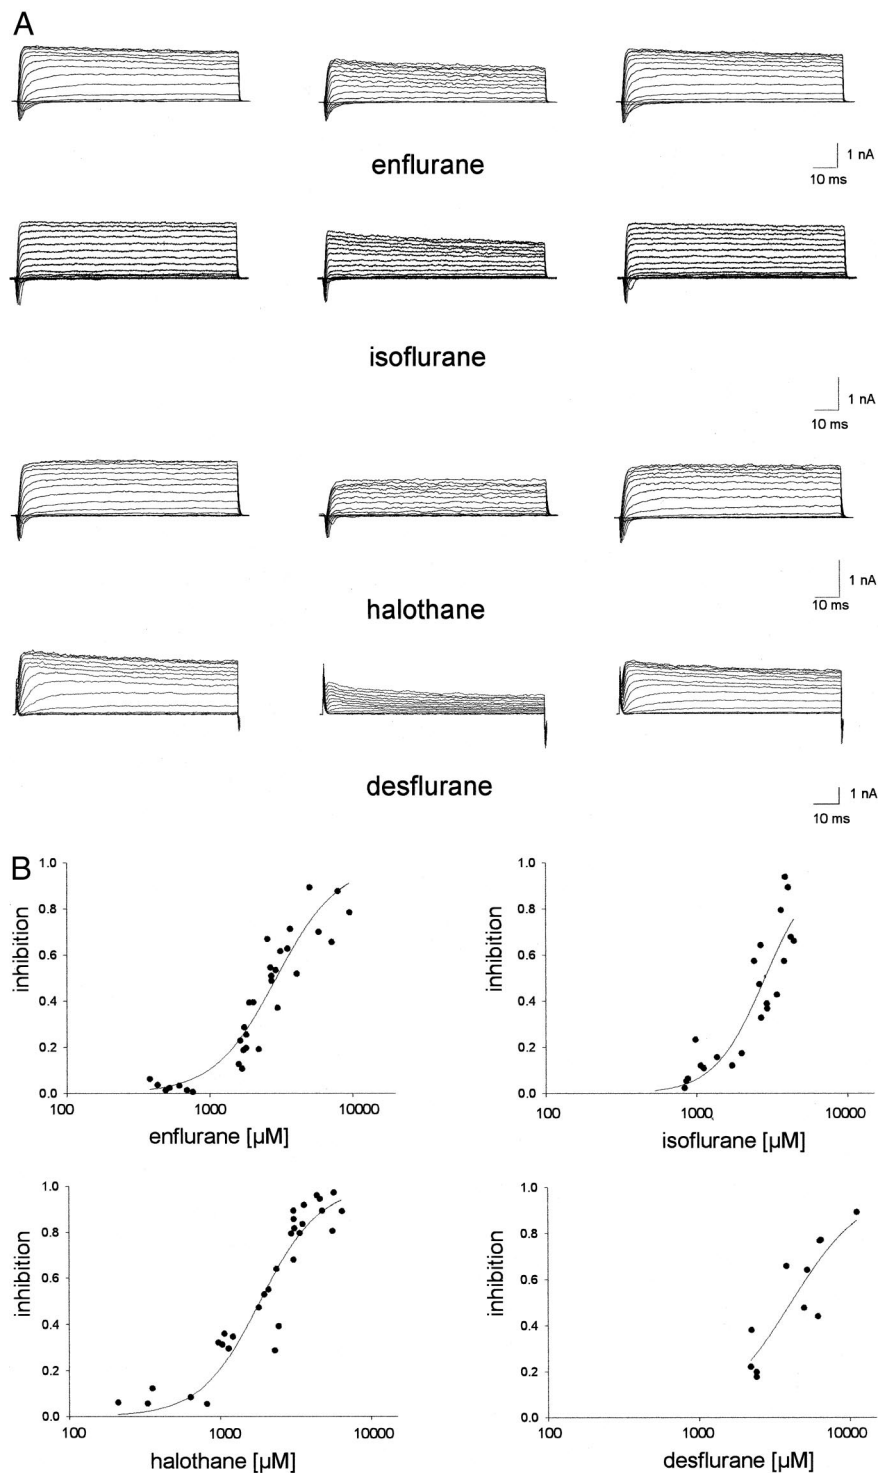 A
enflurane
1 nA
10 ms
isoflurane
1 nA
10 ms
halothane
1 nA
10 ms
desflurane
1 nA
10 ms
B
inhibition
1.0
0.8
0.6
0.4
0.2
0.0
100
1000
10000
enflurane [µM]
inhibition
1.0
0.8
0.6
0.4
0.2
0.0
100
1000
10000
isoflurane [µM]
inhibition
1.0
0.8
0.6
0.4
0.2
0.0
100
1000
10000
halothane [µM]
inhibition
1.0
0.8
0.6
0.4
0.2
0.0
100
1000
10000
desflurane [µM]